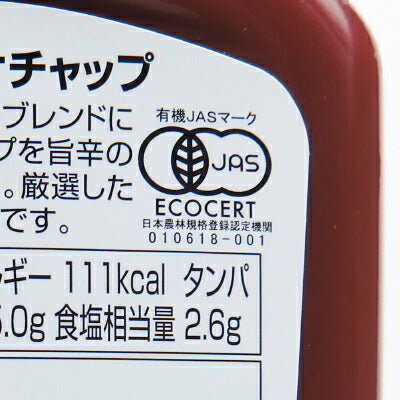 チャップ
ブレンドに
プを旨辛の
。厳選した
です。
有機JASマーク
JAS
ECOCERT
日本農林規格登録認定機関
010618-001
ルギー 111kcal タンパ
5.0g 食塩相当量 2.6g